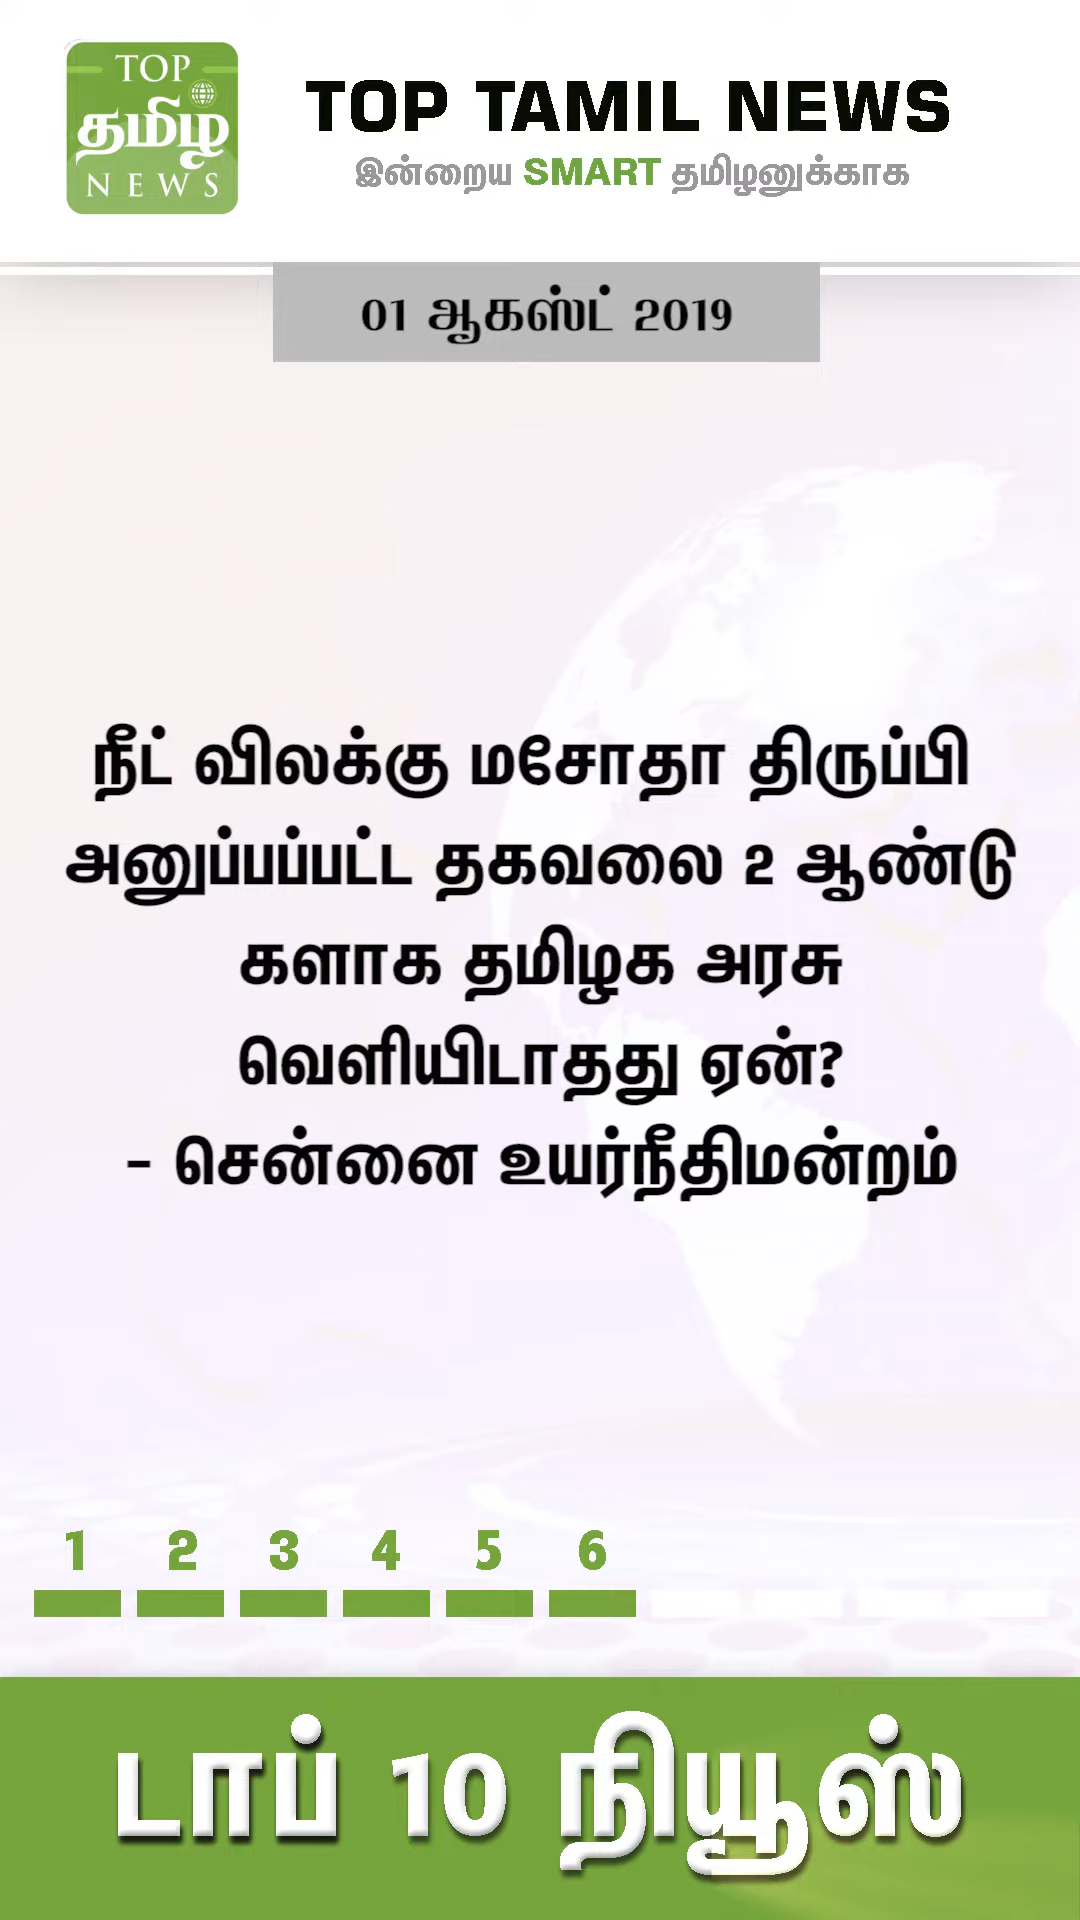 TOP
தமிழ்
NEWS
TOP TAMIL NEWS
இன்றைய SMART தமிழனுக்காக
01 ஆகஸ்ட் 2019
நீட் விலக்கு மசோதா திருப்பி
அனுப்பப்பட்ட தகவலை 2 ஆண்டு
களாக தமிழக அரசு
வெளியிடாதது ஏன்?
- சென்னை உயர்நீதிமன்றம்
1 2 3 4 5 6
டாப் 10 நியூஸ்